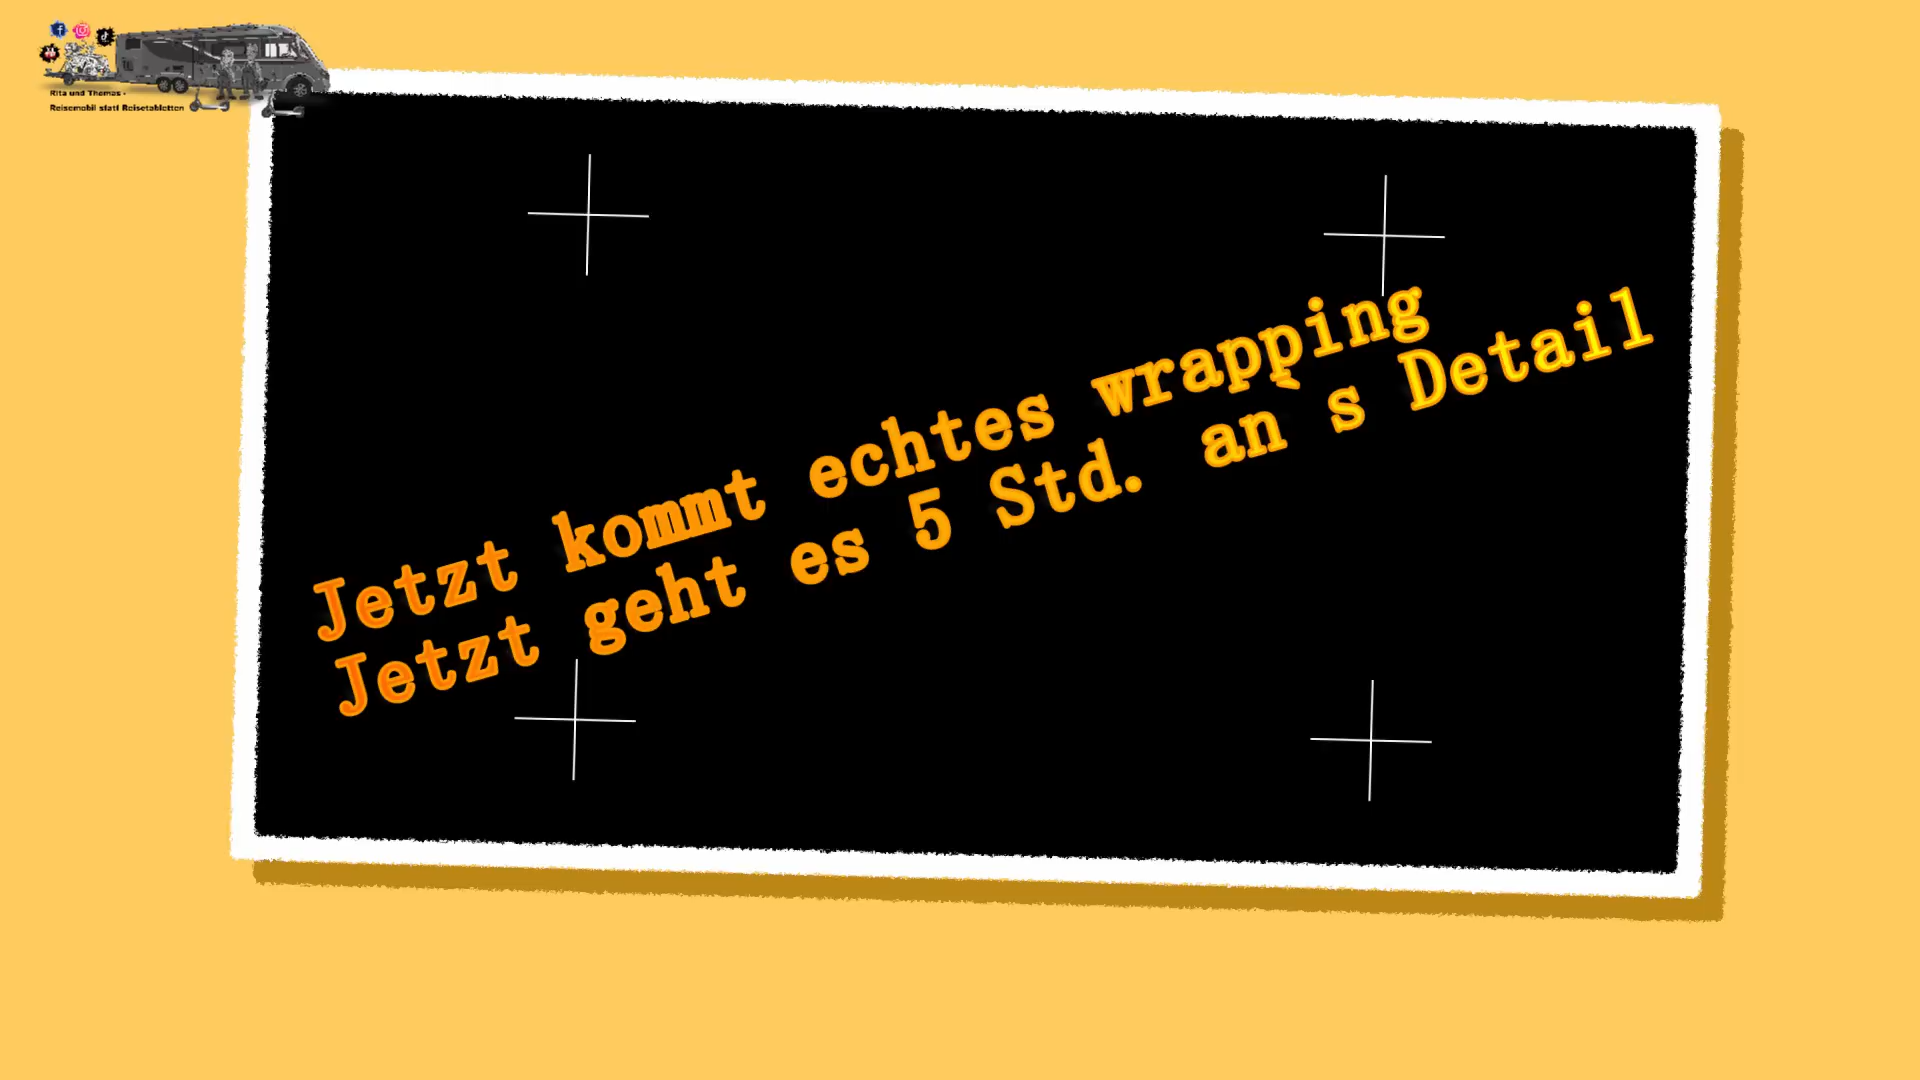 Rita und Thomas -
Reisemobil statt Reisetabletten
Jetzt kommt echtes wrapping
Jetzt geht es 5 Std. an`s Detail